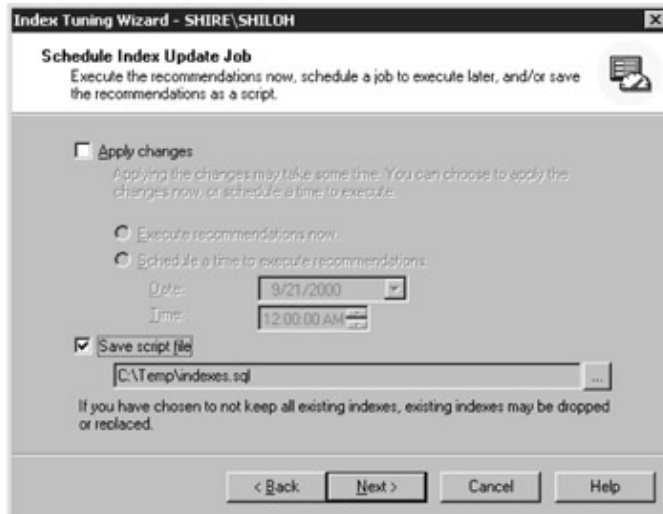 Index Tuning Wizard - SHIRE\SHILOH
Schedule Index Update Job
Execute the recommendations now, schedule a job to execute later, and/or save
the recommendations as a script.
Apply changes
Applying the changes may take some time. You can choose to apply the
changes now, or schedule a time to execute.
Execute recommendations now.
Schedule a time to execute recommendations.
Date: 9/21/2000
Time: 12:00:00 AM
Save script file
C:\Temp\indexes.sql ...
If you have chosen to not keep all existing indexes, existing indexes may be dropped
or replaced.
< Back Next > Cancel Help